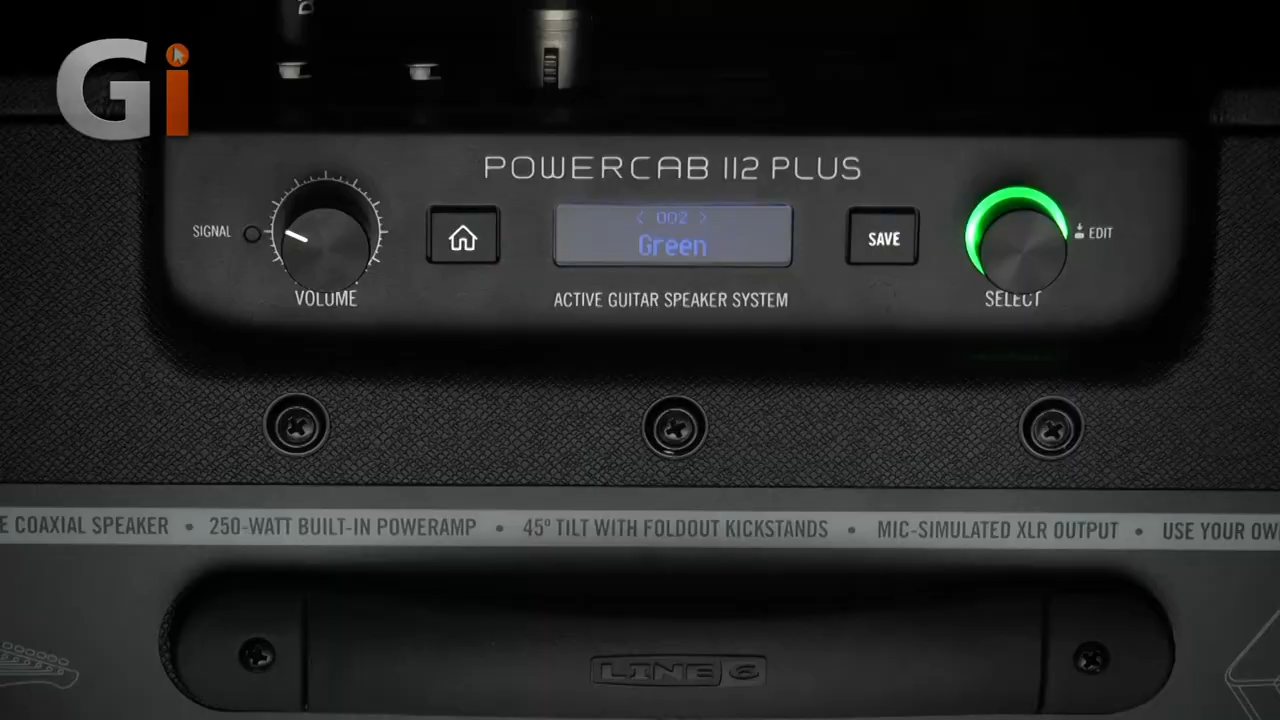 Gi
POWERCAB 112 PLUS
SIGNAL
< 002 >
Green
SAVE
EDIT
VOLUME
ACTIVE GUITAR SPEAKER SYSTEM
SELECT
E COAXIAL SPEAKER • 250-WATT BUILT-IN POWERAMP • 45º TILT WITH FOLDOUT KICKSTANDS • MIC-SIMULATED XLR OUTPUT • USE YOUR OW
LINE 6